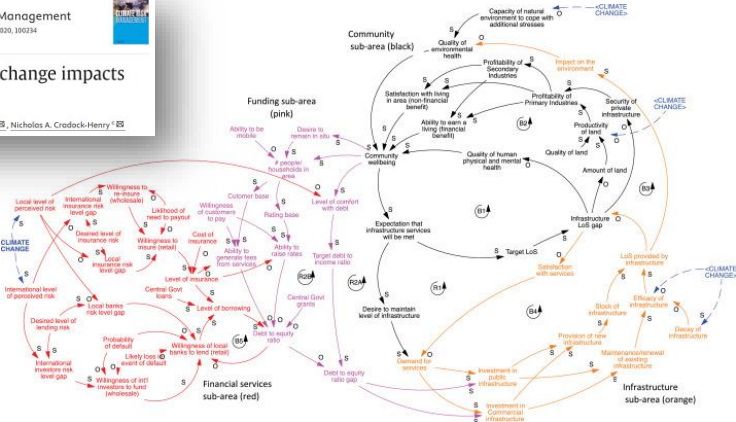 Management
2020, 100234
CLIMATE RISK
MANAGEMENT
change impacts
, Nicholas A. Cradock-Henry
Community
sub-area (black)
Capacity of natural
environment to cope with
additional stresses
<CLIMATE
CHANGE>
Quality of
environmental
health
Profitability of
Secondary
Industries
Impact on the
environment
Satisfaction with living
in area (non-financial
benefit)
Profitability of
Primary Industries
Security of
private
infrastructure
<CLIMATE
CHANGE>
Ability to earn a
living (financial
benefit)
B2
Productivity
of land
Quality of land
Amount of land
Community
wellbeing
Quality of human
physical and mental
health
B3
B1
Infrastructure
LoS gap
Expectation that
infrastructure services
will be met
Target LoS
Satisfaction
with services
LoS provided by
infrastructure
<CLIMATE
CHANGE>
R1
Desire to maintain
level of infrastructure
B4
Stock of
infrastructure
Efficacy of
infrastructure
Decay of
infrastructure
Provision of new
infrastructure
Demand for
services
Maintenance/renewal
of existing
infrastructure
Investment in
public
infrastructure
Investment in
Commercial
infrastructure
Infrastructure
sub-area (orange)
Funding sub-area
(pink)
Ability to be
mobile
Desire to
remain in situ
# people/
households in
area
Customer base
Level of comfort
with debt
Willingness
of customers
to pay
Rating base
Ability to
generate fees
from services
Ability to
raise rates
Target debt to
income ratio
R2B
R2A
Central Govt
grants
Debt to equity
ratio
Debt to equity
ratio gap
Local level of
perceived risk
International
insurance risk
level gap
Willingness to
re-insure
(wholesale)
Liklihood of
need to payout
Desired level of
insurance risk
Willingness to
insure (retail)
Cost of
insurance
CLIMATE
CHANGE
Local
insurance risk
level gap
Level of insurance
International level
of perceived risk
Central Govt
loans
Local banks
risk level gap
Level of borrowing
Desired level of
lending risk
B5
Probability
of default
Likely loss in
event of default
Willingness of local
banks to lend (retail)
International
investors risk
level gap
Willingness of int'l
investors to fund
(wholesale)
Financial services
sub-area (red)